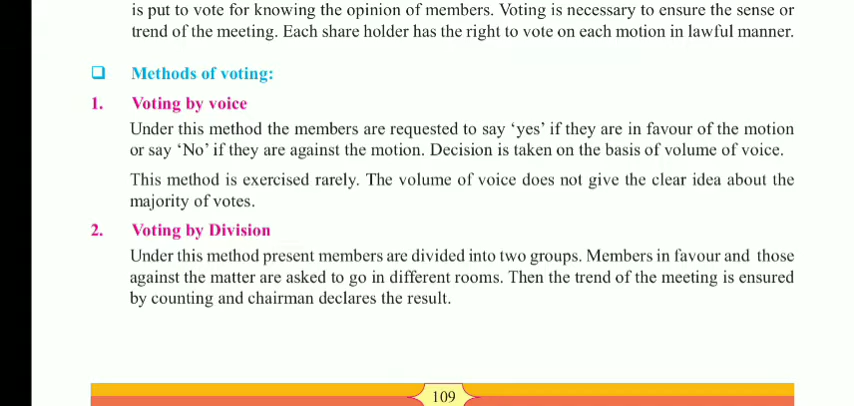 is put to vote for knowing the opinion of members. Voting is necessary to ensure the sense or
trend of the meeting. Each share holder has the right to vote on each motion in lawful manner.
❑ Methods of voting:
1. Voting by voice
Under this method the members are requested to say ‘yes’ if they are in favour of the motion
or say ‘No’ if they are against the motion. Decision is taken on the basis of volume of voice.
This method is exercised rarely. The volume of voice does not give the clear idea about the
majority of votes.
2. Voting by Division
Under this method present members are divided into two groups. Members in favour and those
against the matter are asked to go in different rooms. Then the trend of the meeting is ensured
by counting and chairman declares the result.
109